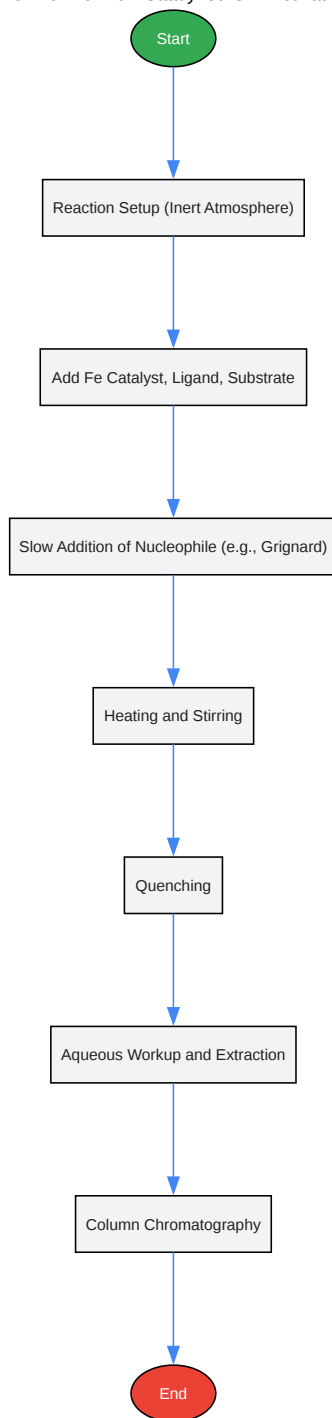 Start
Reaction Setup (Inert Atmosphere)
Add Fe Catalyst, Ligand, Substrate
Slow Addition of Nucleophile (e.g., Grignard)
Heating and Stirring
Quenching
Aqueous Workup and Extraction
Column Chromatography
End